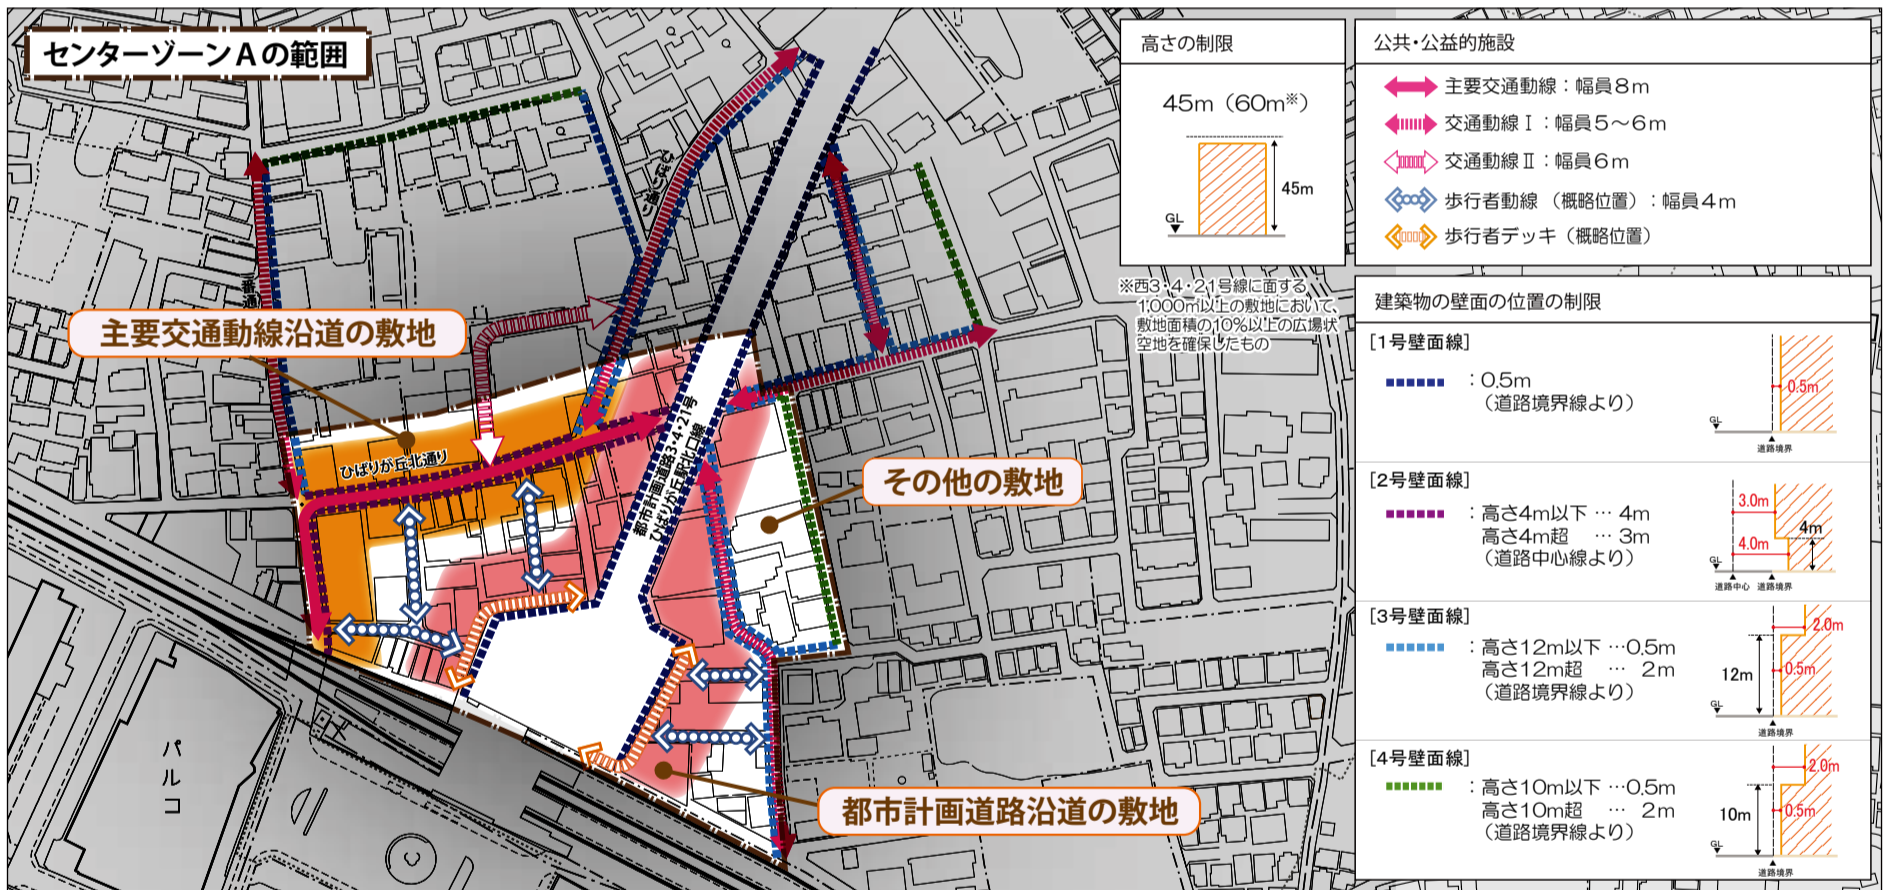 センターゾーンAの範囲
高さの制限
45m（60m※）
45m
GL
※西3・4・21号線に面する、
1,000㎡以上の敷地において、
敷地面積の10%以上の広場状
空地を確保したもの
公共・公益的施設
主要交通動線：幅員8m
交通動線Ⅰ：幅員5～6m
交通動線Ⅱ：幅員6m
歩行者動線（概略位置）：幅員4m
歩行者デッキ（概略位置）
建築物の壁面の位置の制限
［1号壁面線］
：0.5m
（道路境界線より）
0.5m
GL
道路境界
［2号壁面線］
：高さ4m以下 … 4m
高さ4m超 … 3m
（道路中心線より）
3.0m
4m
4.0m
GL
道路中心 道路境界
［3号壁面線］
：高さ12m以下 …0.5m
高さ12m超 … 2m
（道路境界線より）
2.0m
12m
0.5m
GL
道路境界
［4号壁面線］
：高さ10m以下 …0.5m
高さ10m超 … 2m
（道路境界線より）
2.0m
10m
0.5m
GL
道路境界
ひばり通り
一番通り
主要交通動線沿道の敷地
ひばりが丘北通り
都市計画道路3・4・21号
ひばりが丘駅北口線
その他の敷地
都市計画道路沿道の敷地
パルコ